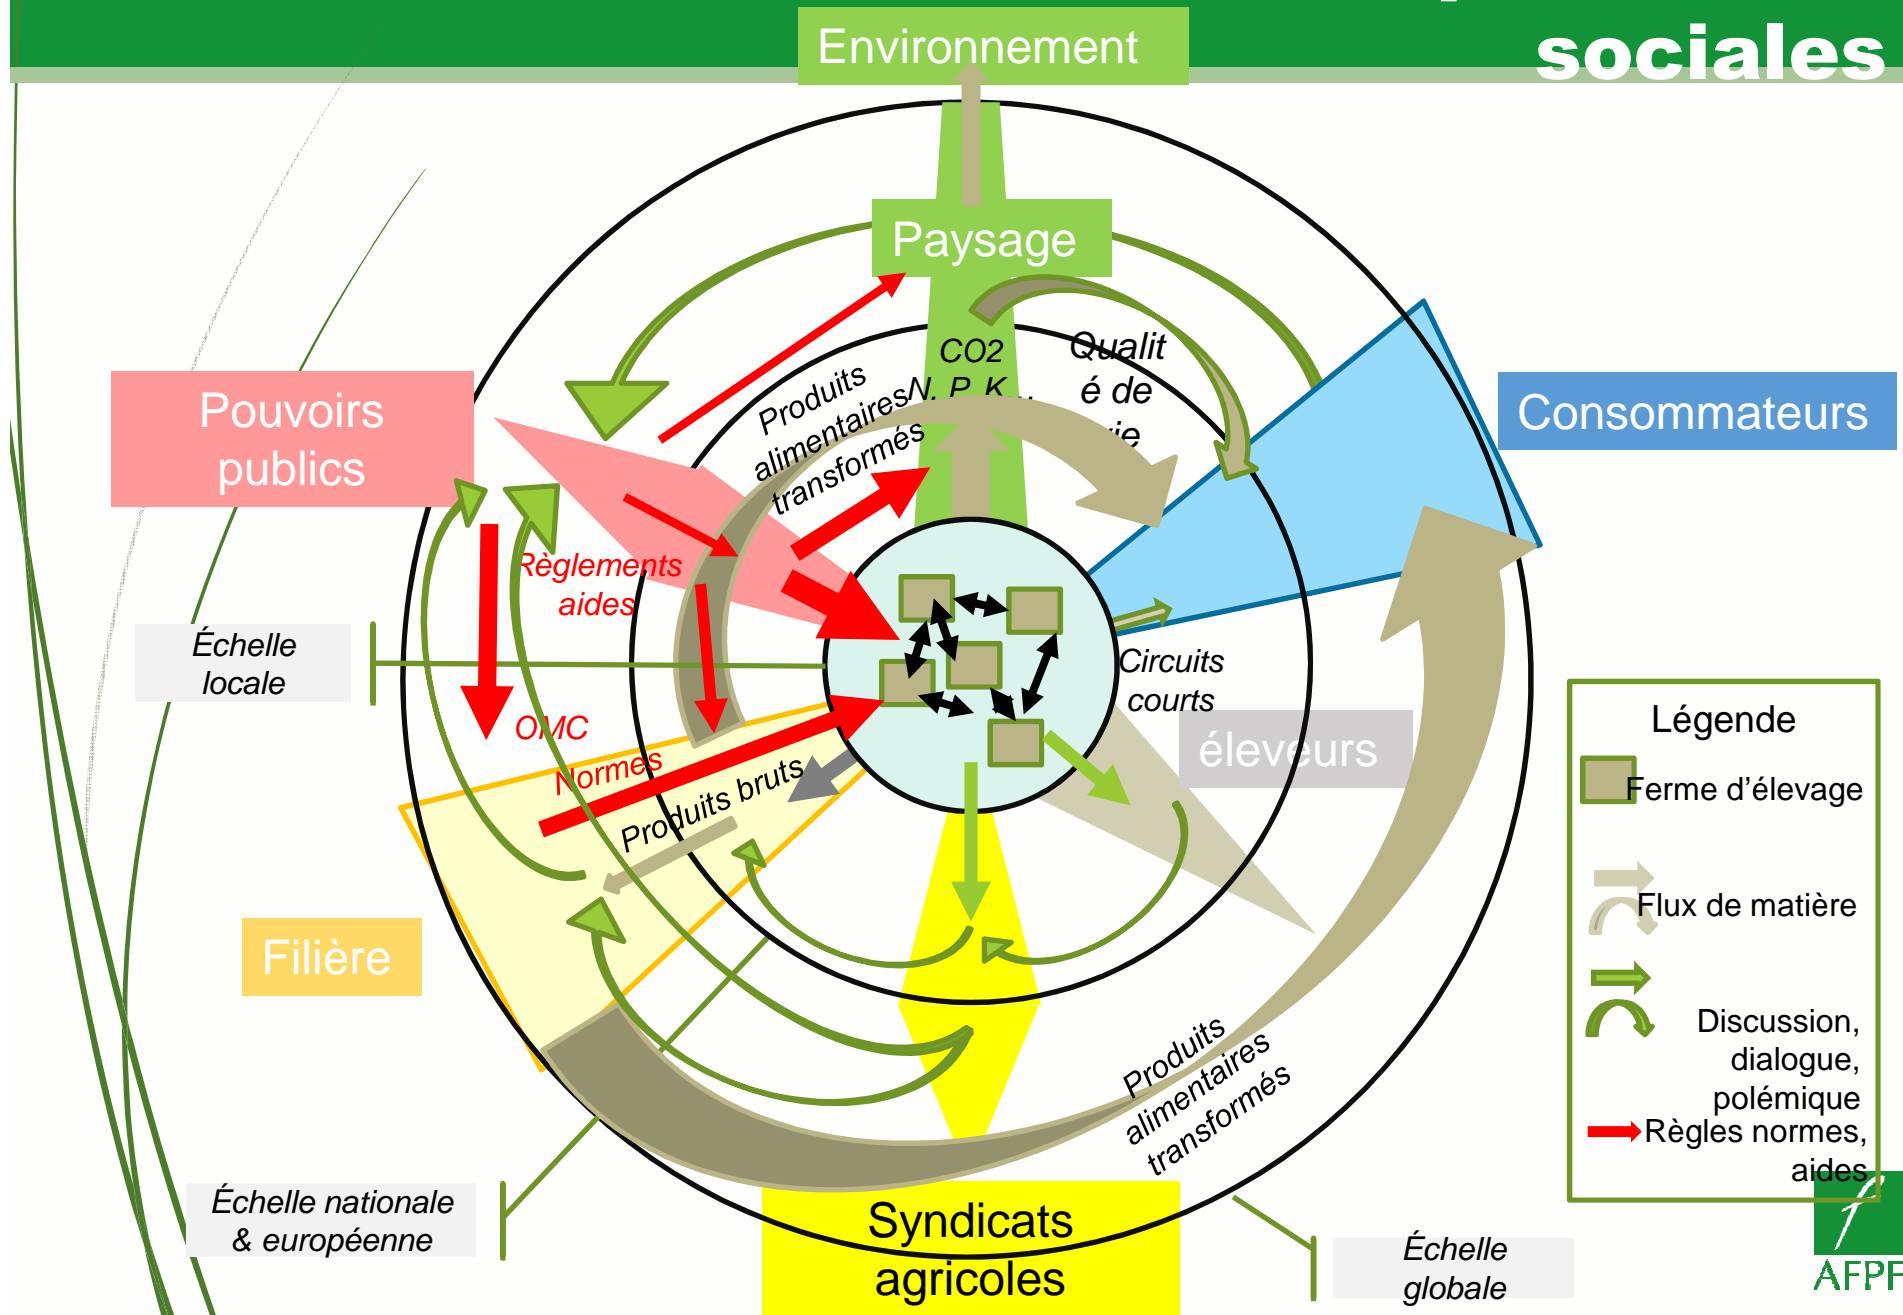 sociales
Environnement
Paysage
CO2
N, P, K...
Qualit
é de
vie
Produits
alimentaires
transformés
Pouvoirs
publics
Consommateurs
Règlements
aides
Échelle
locale
OMC
Normes
Produits bruts
Circuits
courts
éleveurs
Filière
Produits
alimentaires
transformés
Échelle nationale
& européenne
Syndicats
agricoles
Échelle
globale
Légende
Ferme d'élevage
Flux de matière
Discussion,
dialogue,
polémique
Règles normes,
aides
AFPF